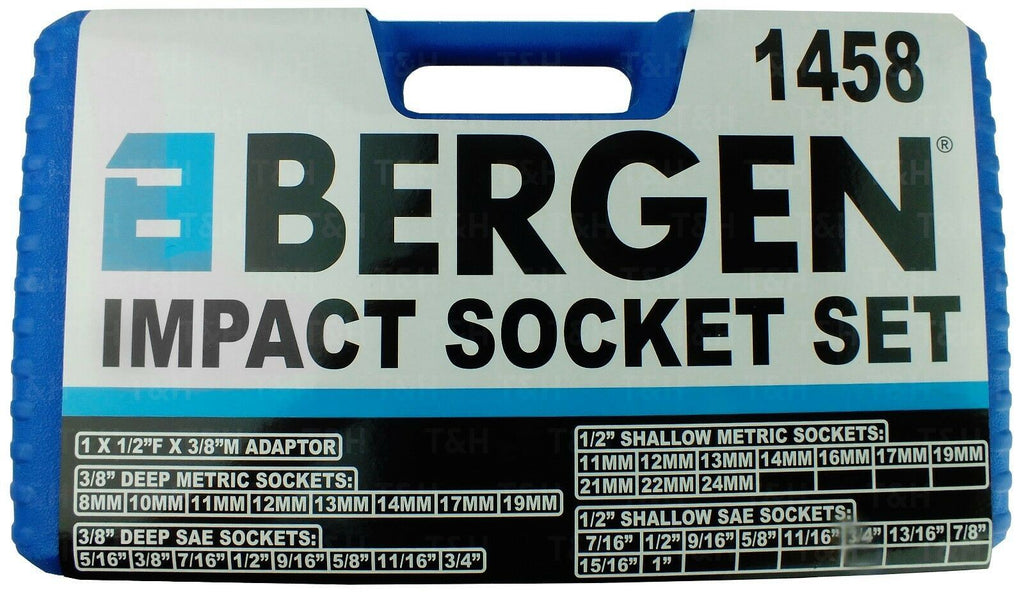 1458
BERGEN®
IMPACT SOCKET SET
1 X 1/2”F X 3/8”M ADAPTOR
3/8” DEEP METRIC SOCKETS:
8MM 10MM 11MM 12MM 13MM 14MM 17MM 19MM
3/8” DEEP SAE SOCKETS:
5/16” 3/8” 7/16” 1/2” 9/16” 5/8” 11/16” 3/4”
1/2” SHALLOW METRIC SOCKETS:
11MM 12MM 13MM 14MM 16MM 17MM 19MM
21MM 22MM 24MM
1/2” SHALLOW SAE SOCKETS:
7/16” 1/2” 9/16” 5/8” 11/16” 3/4” 13/16” 7/8”
15/16” 1”
T&H